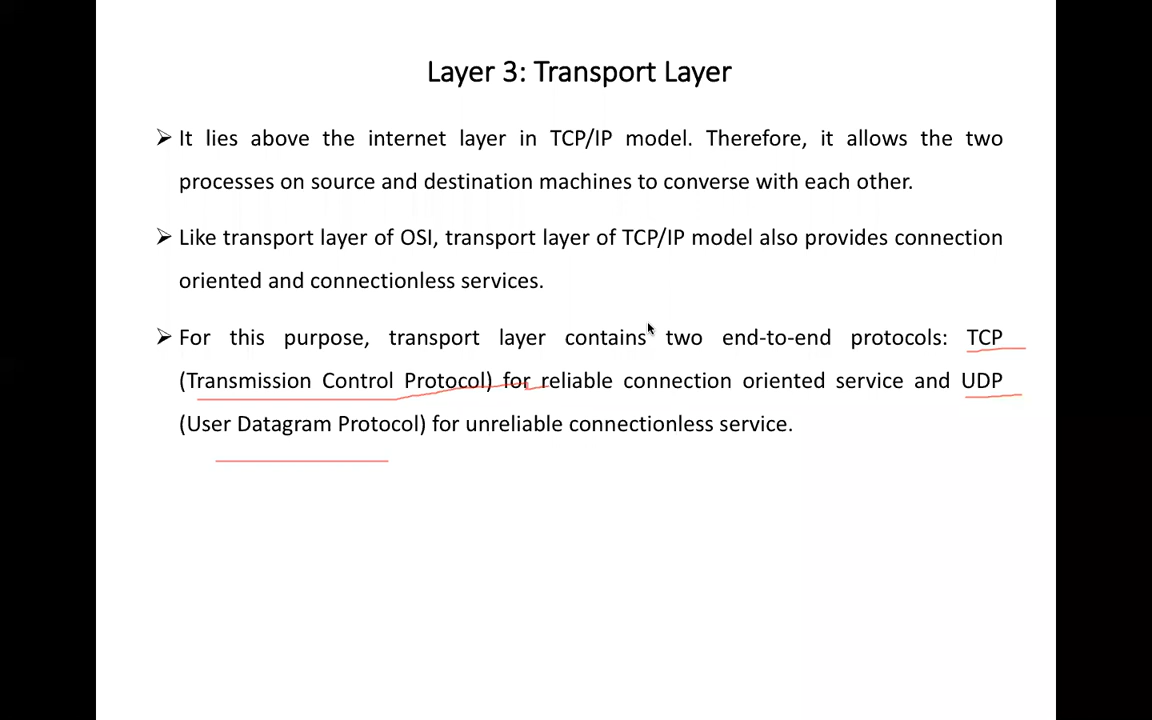 Layer 3: Transport Layer
➢ It lies above the internet layer in TCP/IP model. Therefore, it allows the two
processes on source and destination machines to converse with each other.
➢ Like transport layer of OSI, transport layer of TCP/IP model also provides connection
oriented and connectionless services.
➢ For this purpose, transport layer contains two end-to-end protocols: TCP
(Transmission Control Protocol) for reliable connection oriented service and UDP
(User Datagram Protocol) for unreliable connectionless service.